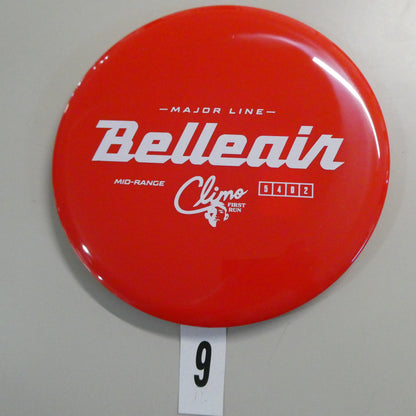 —MAJOR LINE—
Belleair
MID-RANGE
Climo
FIRST
RUN
5 4 0 2
9